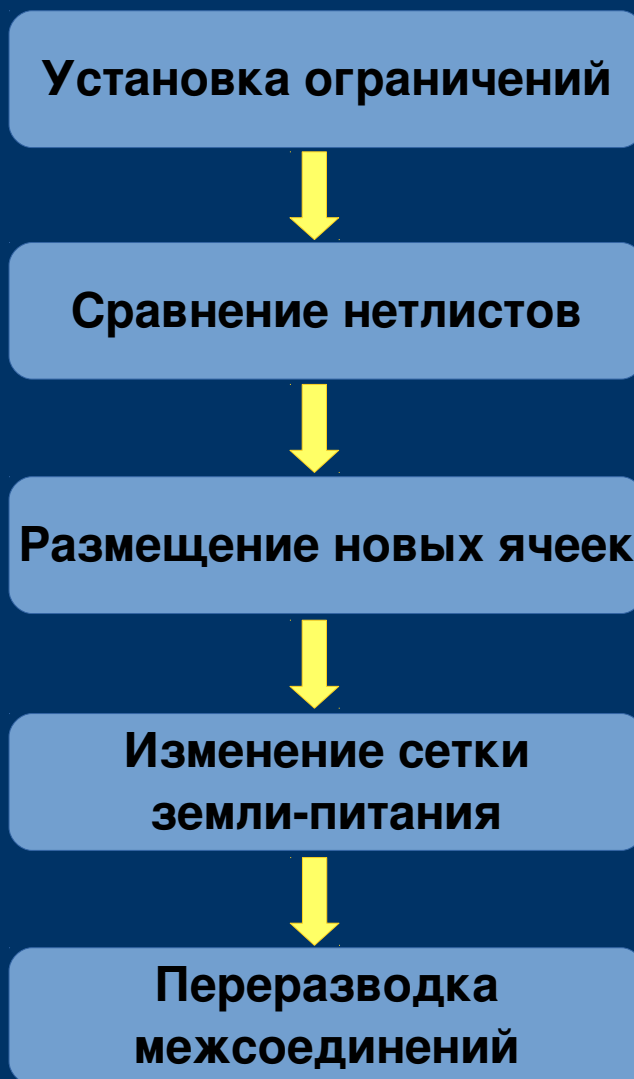 Установка ограничений
Сравнение нетлистов
Размещение новых ячеек
Изменение сетки
земли-питания
Переразводка
межсоединений